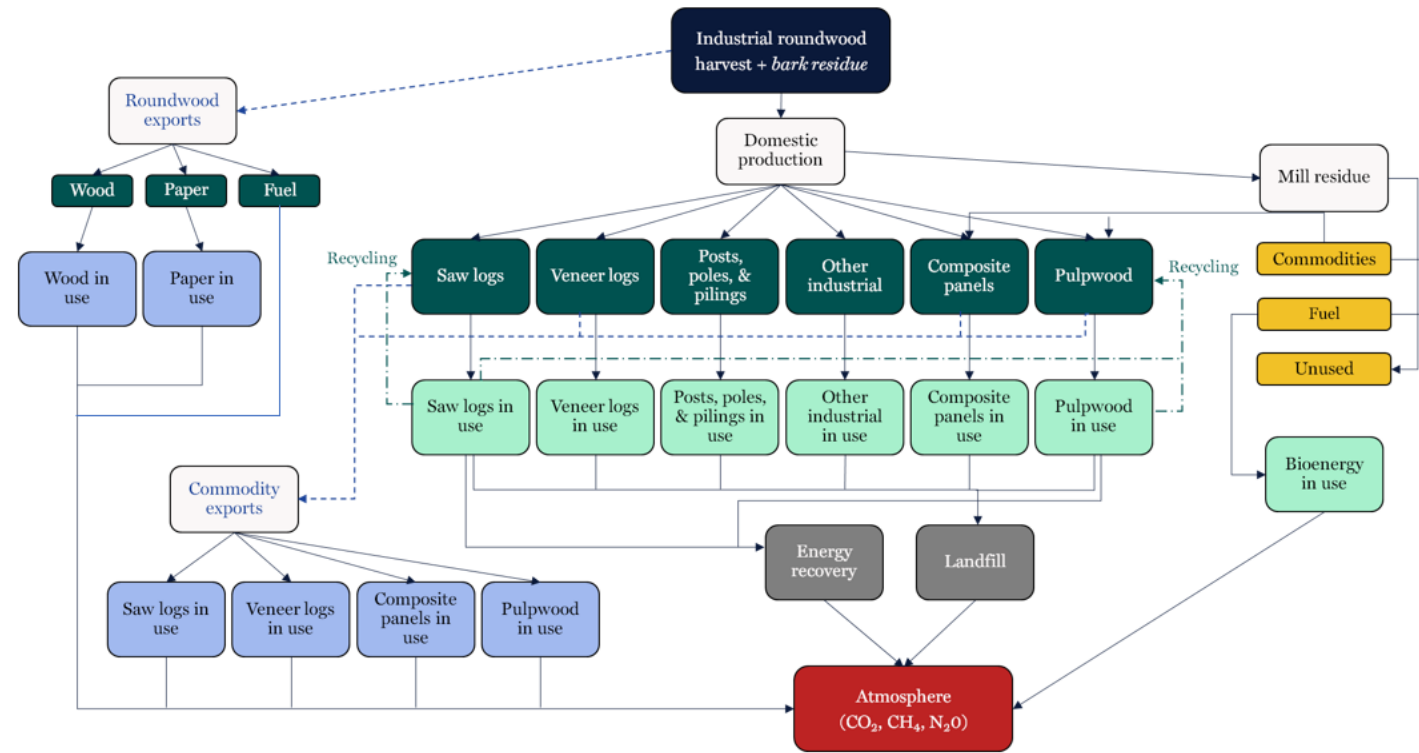 Industrial roundwood
harvest + bark residue
Roundwood
exports
Domestic
production
Mill residue
Wood
Paper
Fuel
Wood in
use
Paper in
use
Recycling
Saw logs
Veneer logs
Posts,
poles, &
pilings
Other
industrial
Composite
panels
Pulpwood
Recycling
Commodities
Fuel
Unused
Saw logs in
use
Veneer logs
in use
Posts, poles,
& pilings in
use
Other
industrial
in use
Composite
panels in
use
Pulpwood
in use
Bioenergy
in use
Commodity
exports
Energy
recovery
Landfill
Saw logs in
use
Veneer logs
in use
Composite
panels in
use
Pulpwood
in use
Atmosphere
(CO₂, CH₄, N₂0)